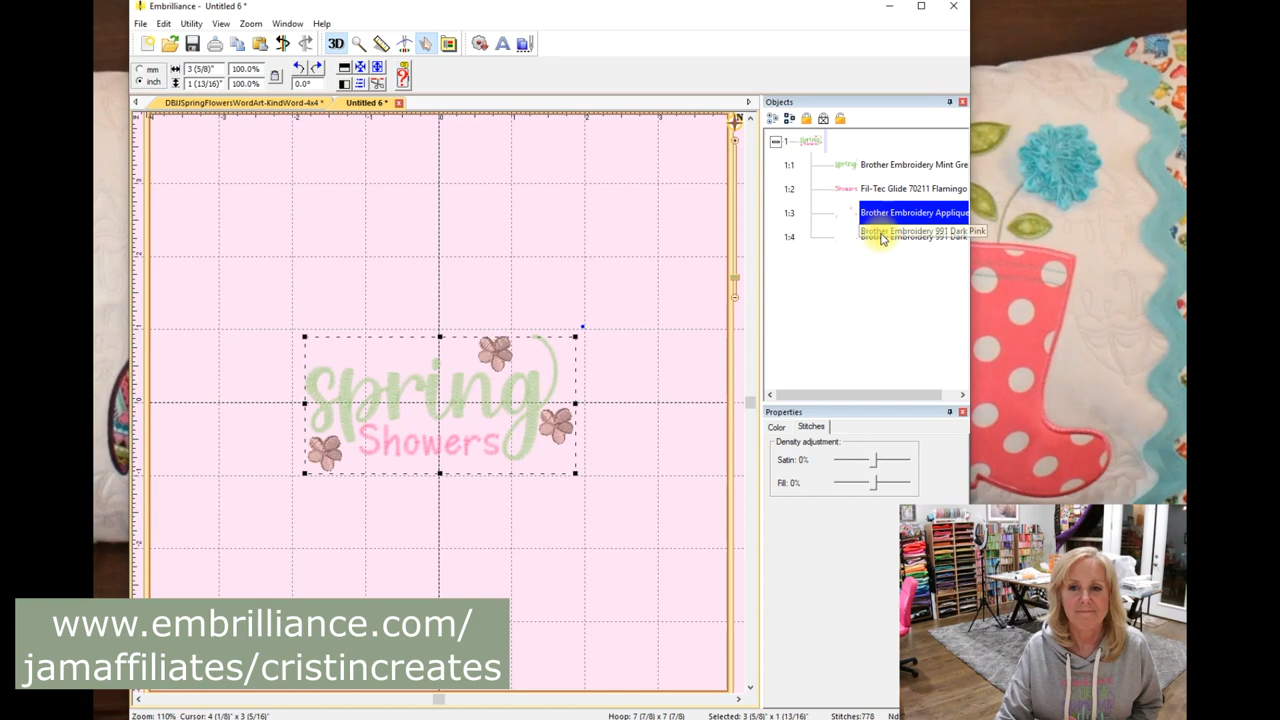 Embrilliance - Untitled 6 *
File Edit Utility View Zoom Window Help
3D
mm 3 (5/8)" 100.0%
inch 1 (13/16)" 100.0% 0.0°
DBJJSpringFlowersWordArt-KindWord-4x4 * Untitled 6 *
Objects
N
1
1:1 Brother Embroidery Mint Gre
1:2 Fil-Tec Glide 70211 Flamingo
1:3 Brother Embroidery Applique
Brother Embroidery 991 Dark Pink
1:4 Brother Embroidery 991 Dark
spring
Showers
Properties
Color Stitches
Density adjustment:
Satin: 0%
Fill: 0%
www.embrilliance.com/
jamaffiliates/cristincreates
Zoom: 110% Cursor: 4 (1/8)" x 3 (5/16)" Hoop: 7 (7/8) x 7 (7/8) Selected: 3 (5/8)" x 1 (13/16)" Stitches:778